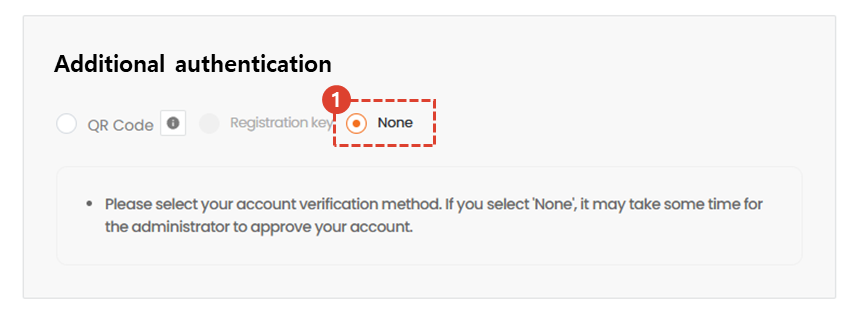 Additional authentication
1
QR Code i Registration key None
• Please select your account verification method. If you select 'None', it may take some time for
the administrator to approve your account.